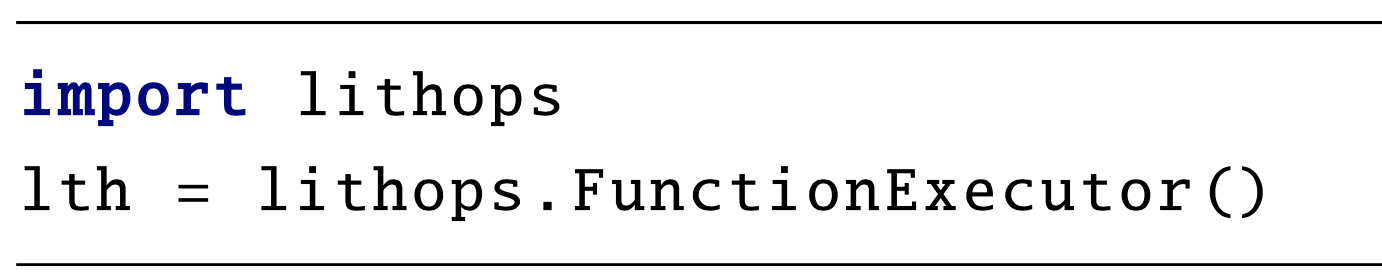 import lithops
lth = lithops.FunctionExecutor()